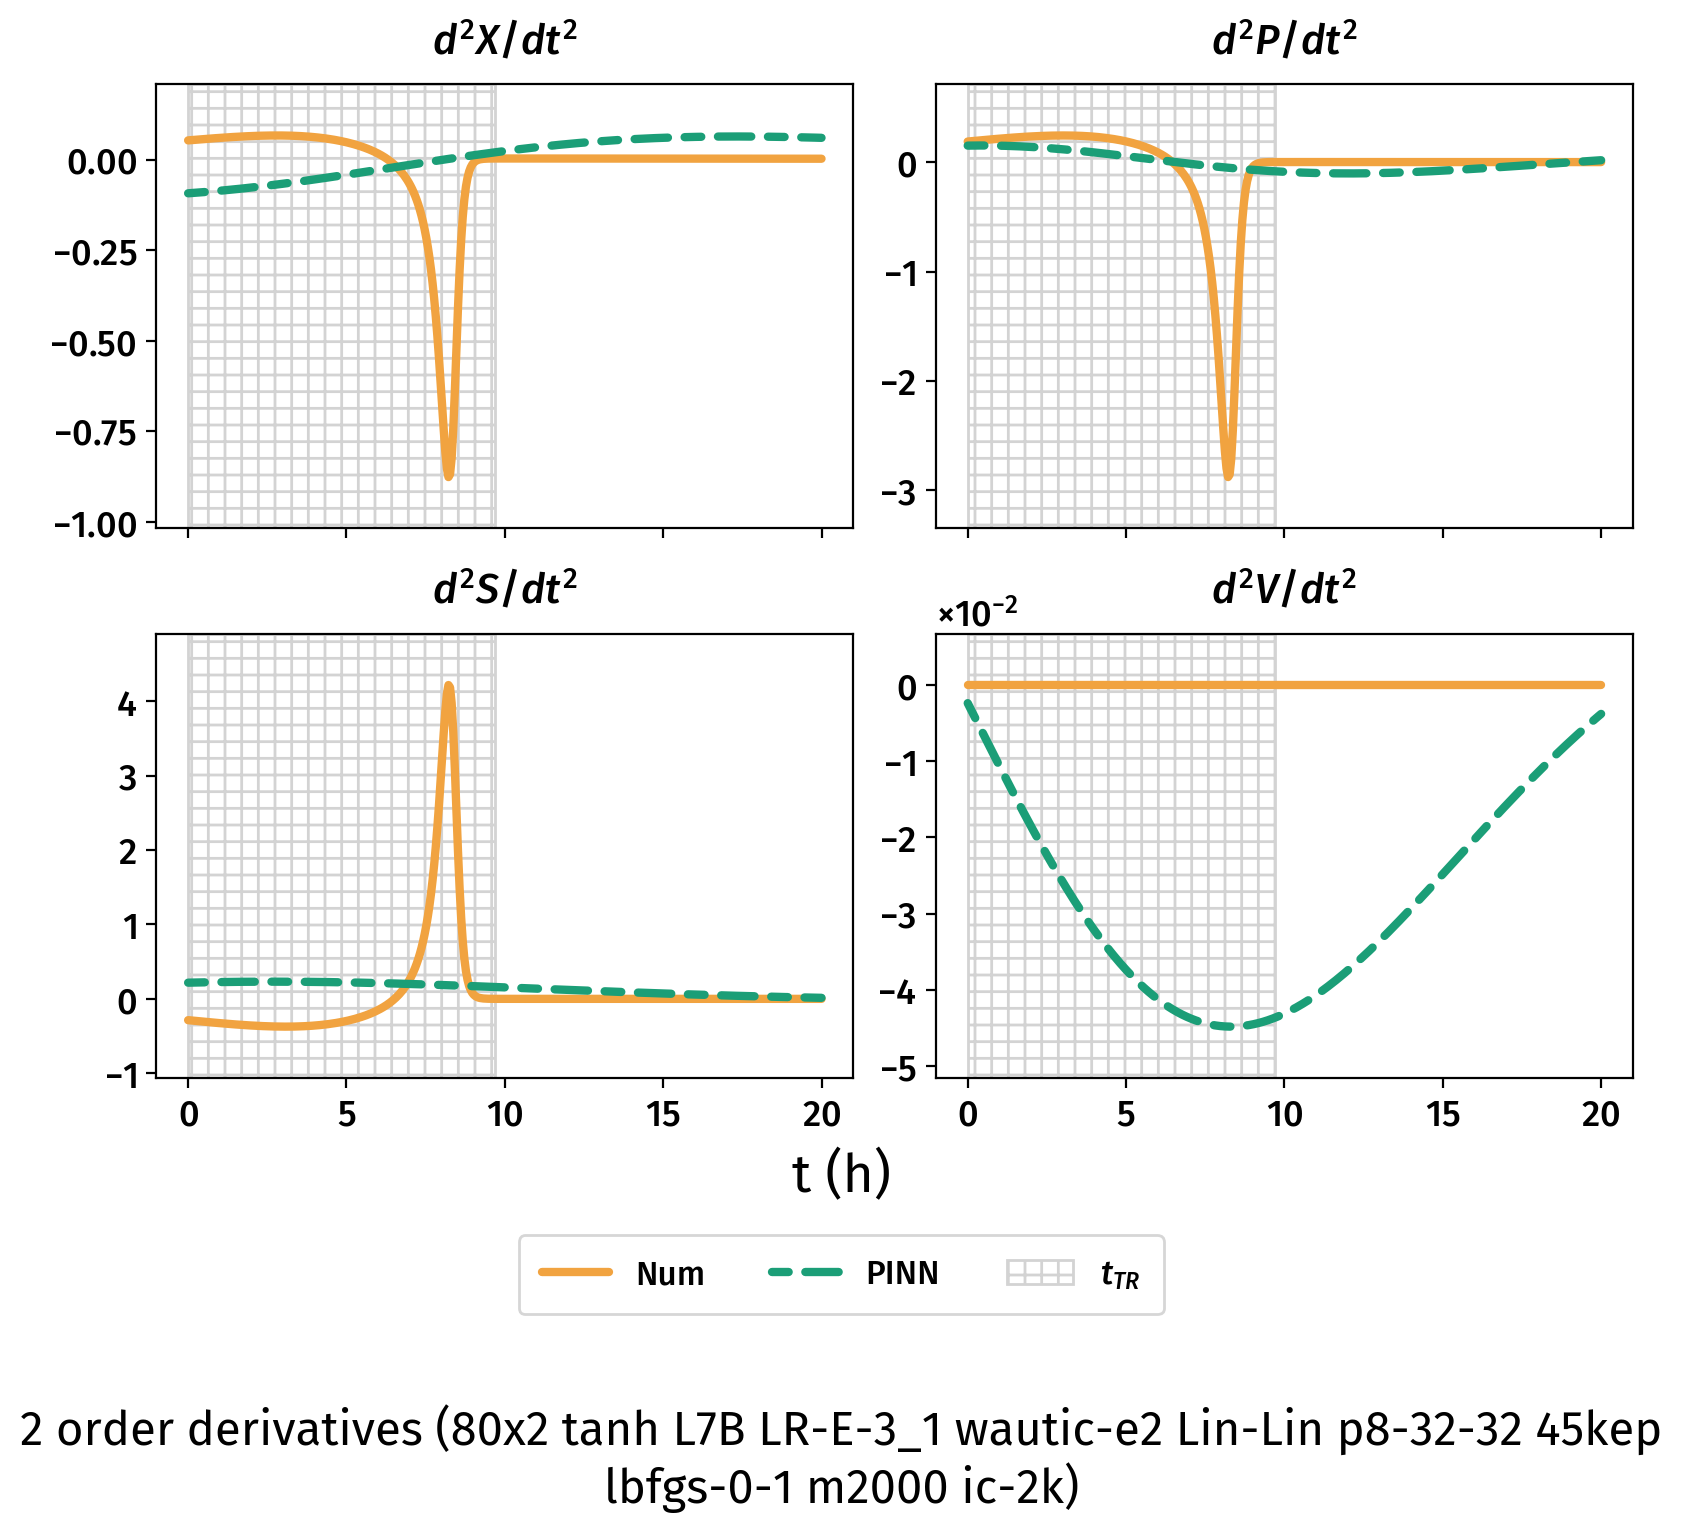 d²X/dt²
d²P/dt²
0.00
−0.25
−0.50
−0.75
−1.00
0
−1
−2
−3
d²S/dt²
d²V/dt²
×10⁻²
4
3
2
1
0
−1
0
−1
−2
−3
−4
−5
0 5 10 15 20
0 5 10 15 20
t (h)
Num PINN t_TR
2 order derivatives (80x2 tanh L7B LR-E-3_1 wautic-e2 Lin-Lin p8-32-32 45kep
lbfgs-0-1 m2000 ic-2k)